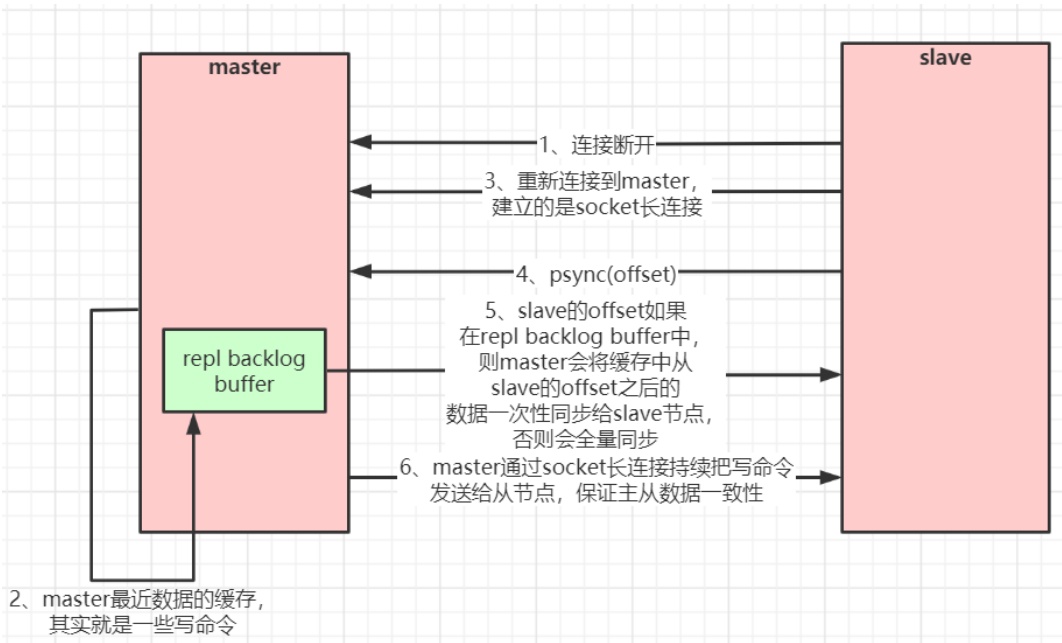 master
slave
1、连接断开
3、重新连接到master，
建立的是socket长连接
4、psync(offset)
5、slave的offset如果
在repl backlog buffer中，
则master会将缓存中从
slave的offset之后的
数据一次性同步给slave节点，
否则会全量同步
repl backlog
buffer
6、master通过socket长连接持续把写命令
发送给从节点，保证主从数据一致性
2、master最近数据的缓存，
其实就是一些写命令